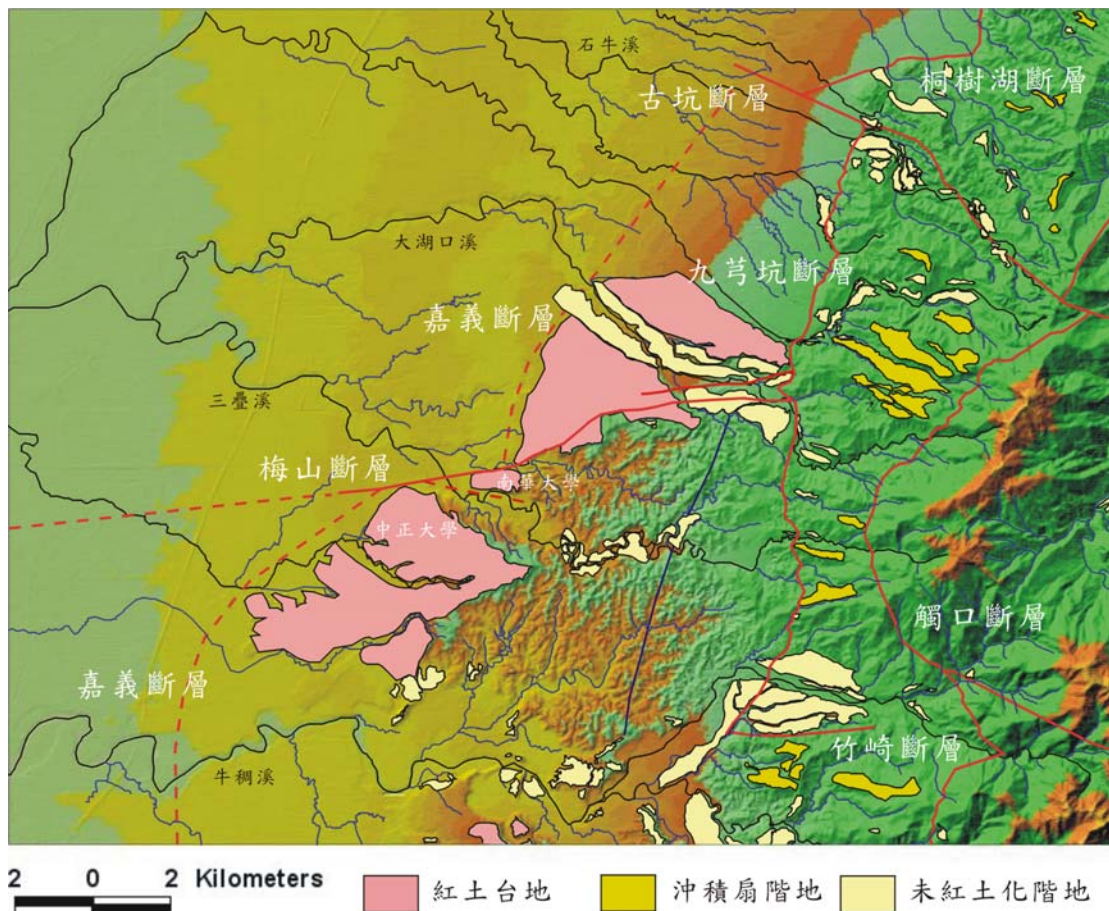 石牛溪
古坑斷層
桐樹湖斷層
大湖口溪
九芎坑斷層
嘉義斷層
三疊溪
梅山斷層
南華大學
中正大學
觸口斷層
嘉義斷層
竹崎斷層
牛稠溪
2 0 2 Kilometers
紅土台地
沖積扇階地
未紅土化階地